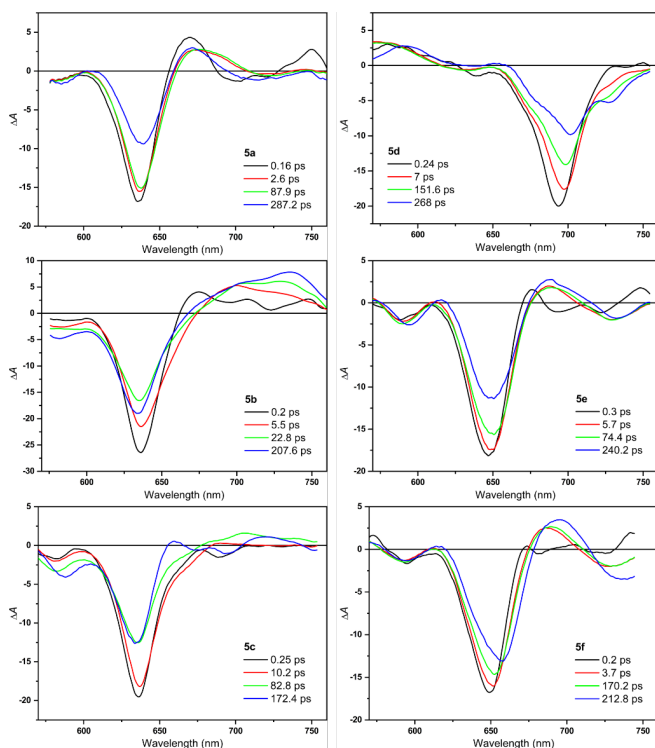 5
0
-5
-10
-15
-20
ΔA
600
650
700
750
Wavelength (nm)
5a
0.16 ps
2.6 ps
87.9 ps
287.2 ps
5
0
-5
-10
-15
-20
ΔA
600
650
700
750
Wavelength (nm)
5d
0.24 ps
7 ps
151.6 ps
268 ps
10
5
0
-5
-10
-15
-20
-25
-30
ΔA
600
650
700
750
Wavelength (nm)
5b
0.2 ps
5.5 ps
22.8 ps
207.6 ps
5
0
-5
-10
-15
-20
ΔA
600
650
700
750
Wavelength (nm)
5e
0.3 ps
5.7 ps
74.4 ps
240.2 ps
5
0
-5
-10
-15
-20
ΔA
600
650
700
750
Wavelength (nm)
5c
0.25 ps
10.2 ps
82.8 ps
172.4 ps
5
0
-5
-10
-15
-20
ΔA
600
650
700
750
Wavelength (nm)
5f
0.2 ps
3.7 ps
170.2 ps
212.8 ps